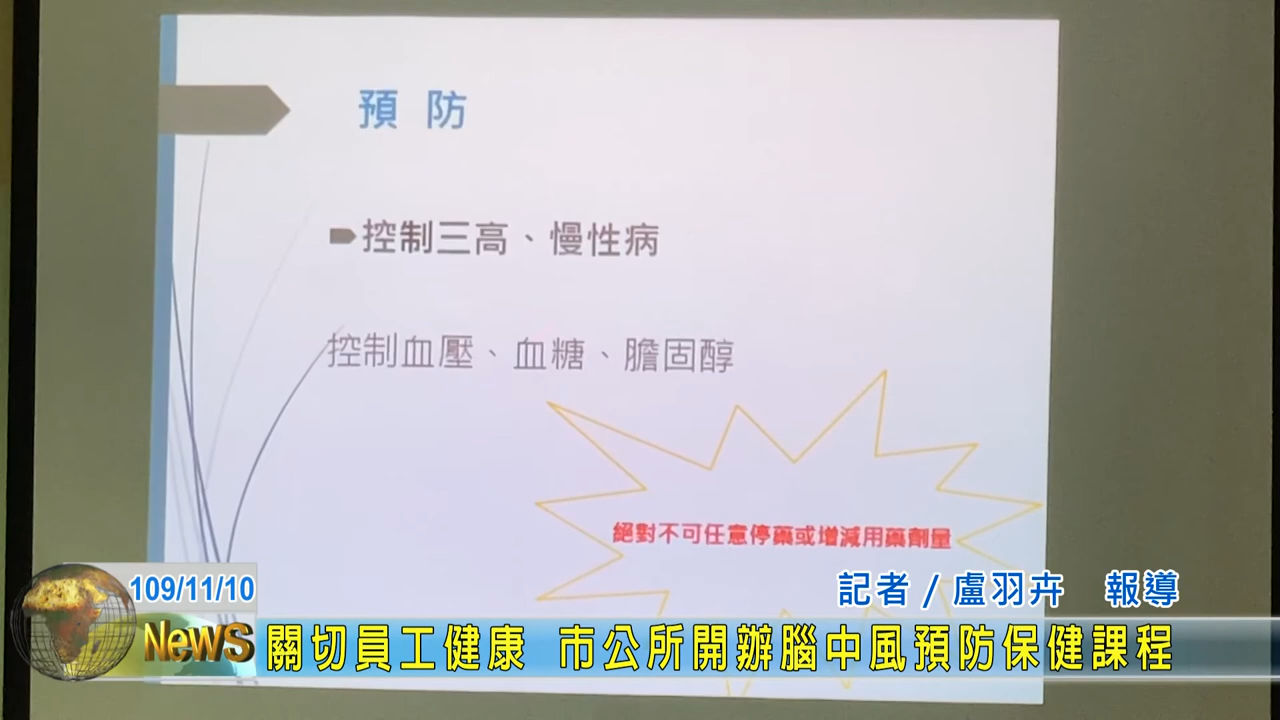 預 防
控制三高、慢性病
控制血壓、血糖、膽固醇
絕對不可任意停藥或增減用藥劑量
109/11/10
記者/盧羽卉 報導
NewS
關切員工健康 市公所開辦腦中風預防保健課程